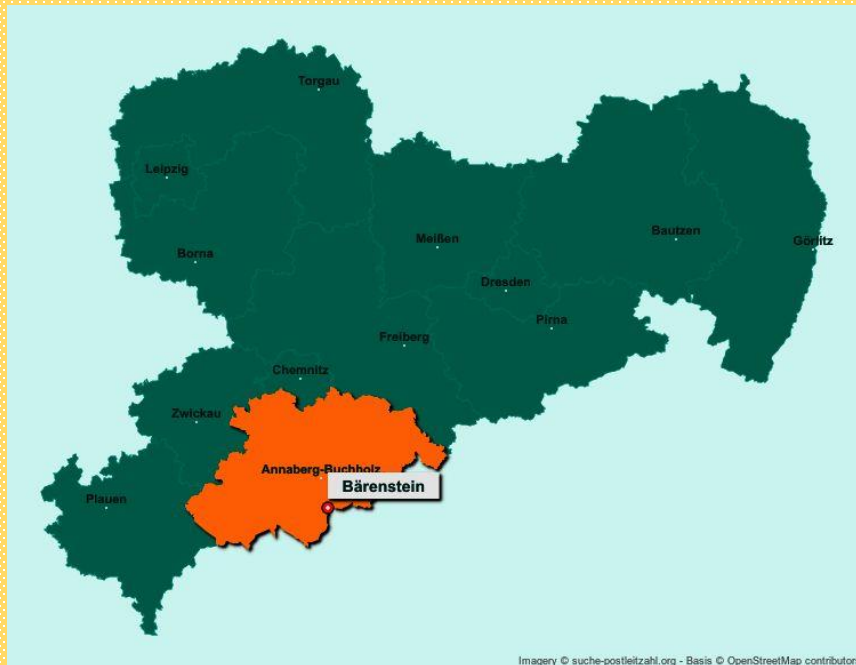 Torgau
Leipzig
Meißen
Bautzen
Görlitz
Borna
Dresden
Pirna
Freiberg
Chemnitz
Zwickau
Annaberg-Buchholz
Bärenstein
Plauen
Imagery © suche-postleitzahl.org - Basis © OpenStreetMap contributor